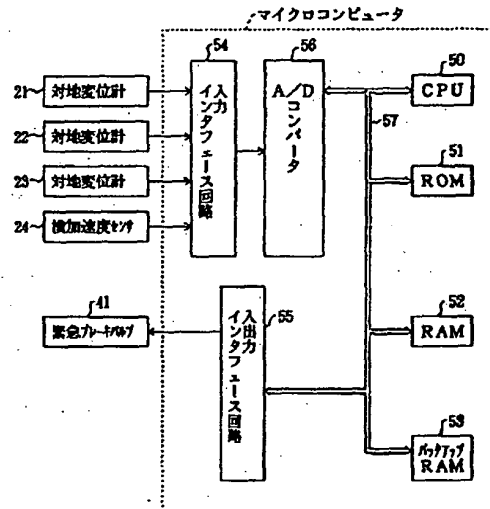 マイクロコンピュータ
54
入力インタフェース回路
56
A/Dコンバータ
50
CPU
57
51
ROM
52
RAM
53
バックアップ
RAM
21
対地変位計
22
対地変位計
23
対地変位計
24
横加速度センサ
41
緊急ブレーキバルブ
55
入出力インタフェース回路